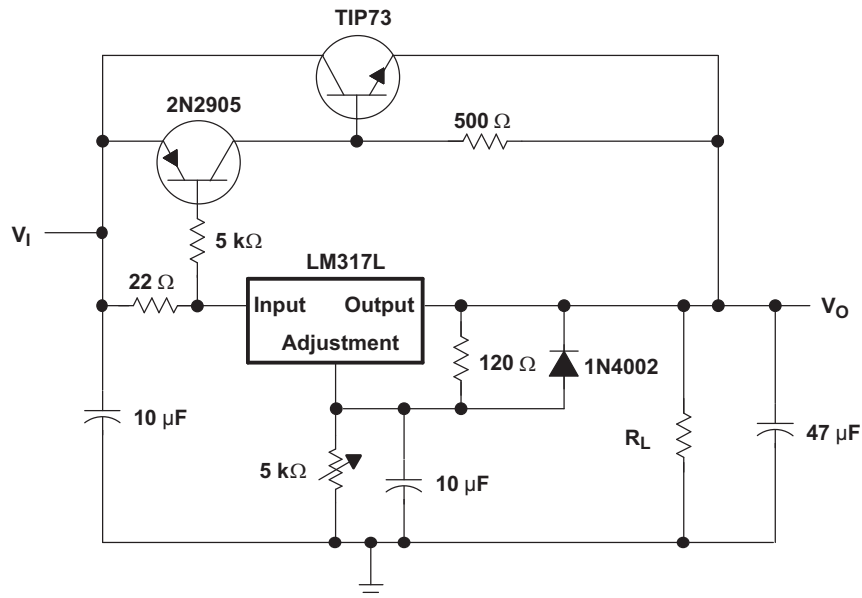 TIP73
2N2905
500 Ω
V_I
5 kΩ
LM317L
22 Ω
Input
Output
V_O
Adjustment
120 Ω
1N4002
10 µF
R_L
47 µF
5 kΩ
10 µF